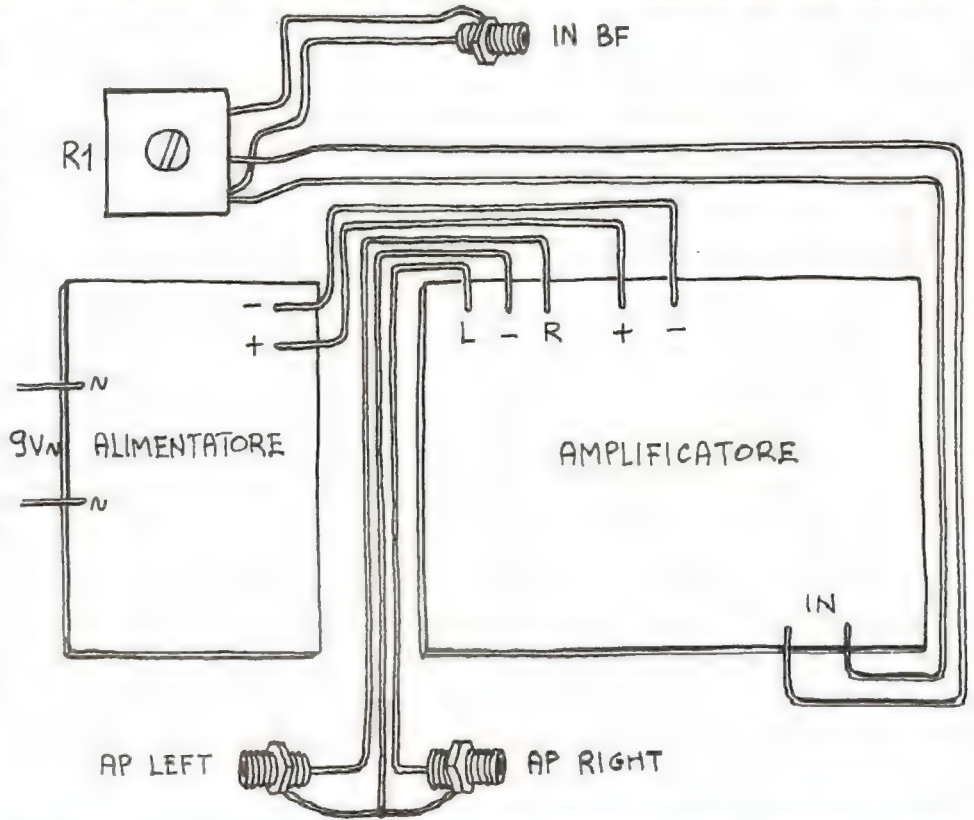 IN BF
R1
-
+
L - R + -
~
9V~
ALIMENTATORE
AMPLIFICATORE
~
IN
AP LEFT
AP RIGHT